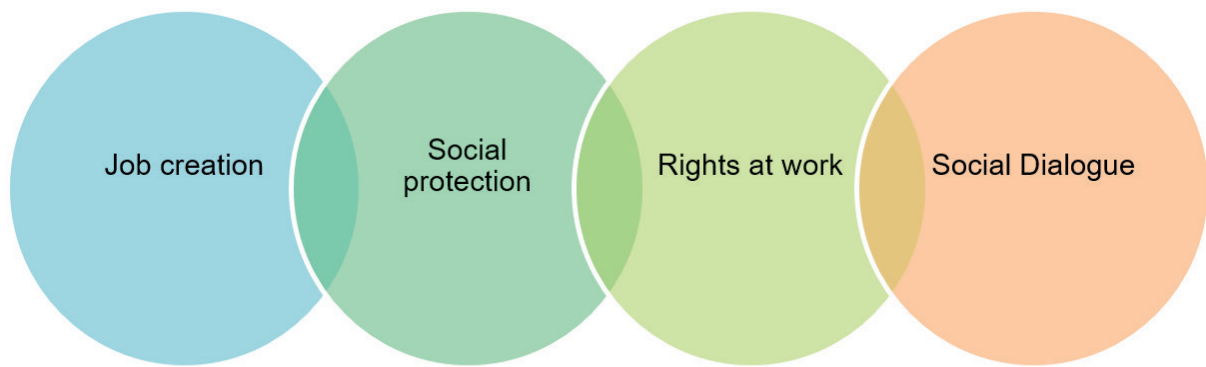 Job creation
Social
protection
Rights at work
Social Dialogue